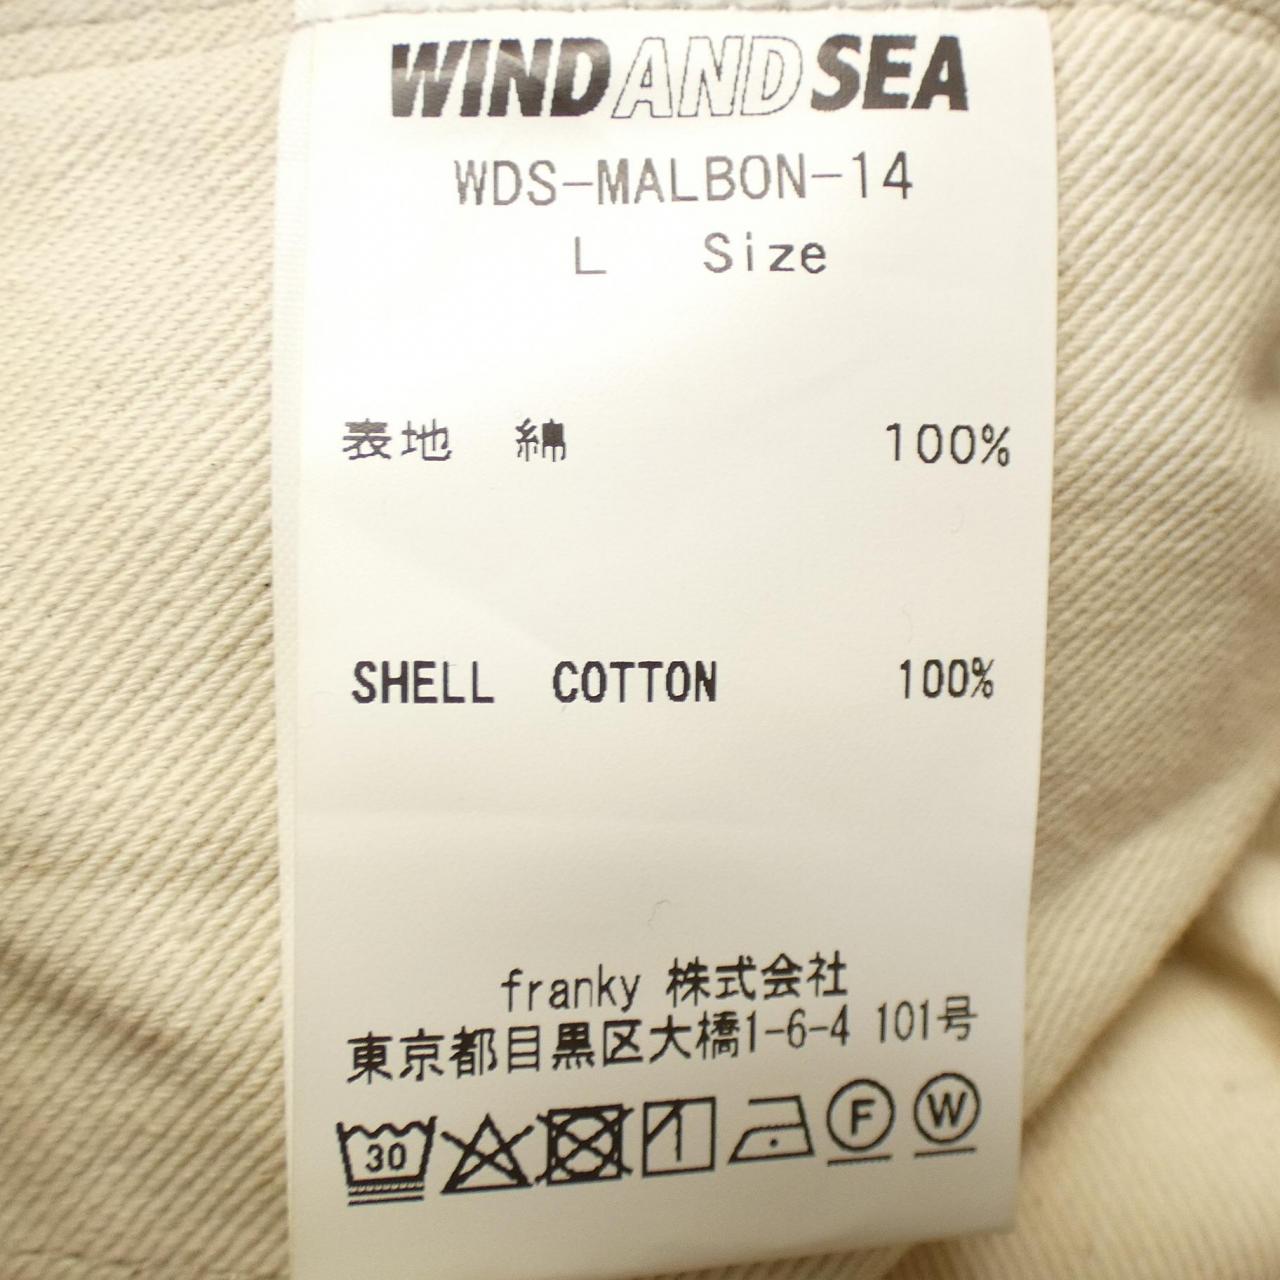 WIND AND SEA
WDS-MALBON-14
L Size
表地 綿 100%
SHELL COTTON 100%
franky 株式会社
東京都目黒区大橋1-6-4 101号
30 F W